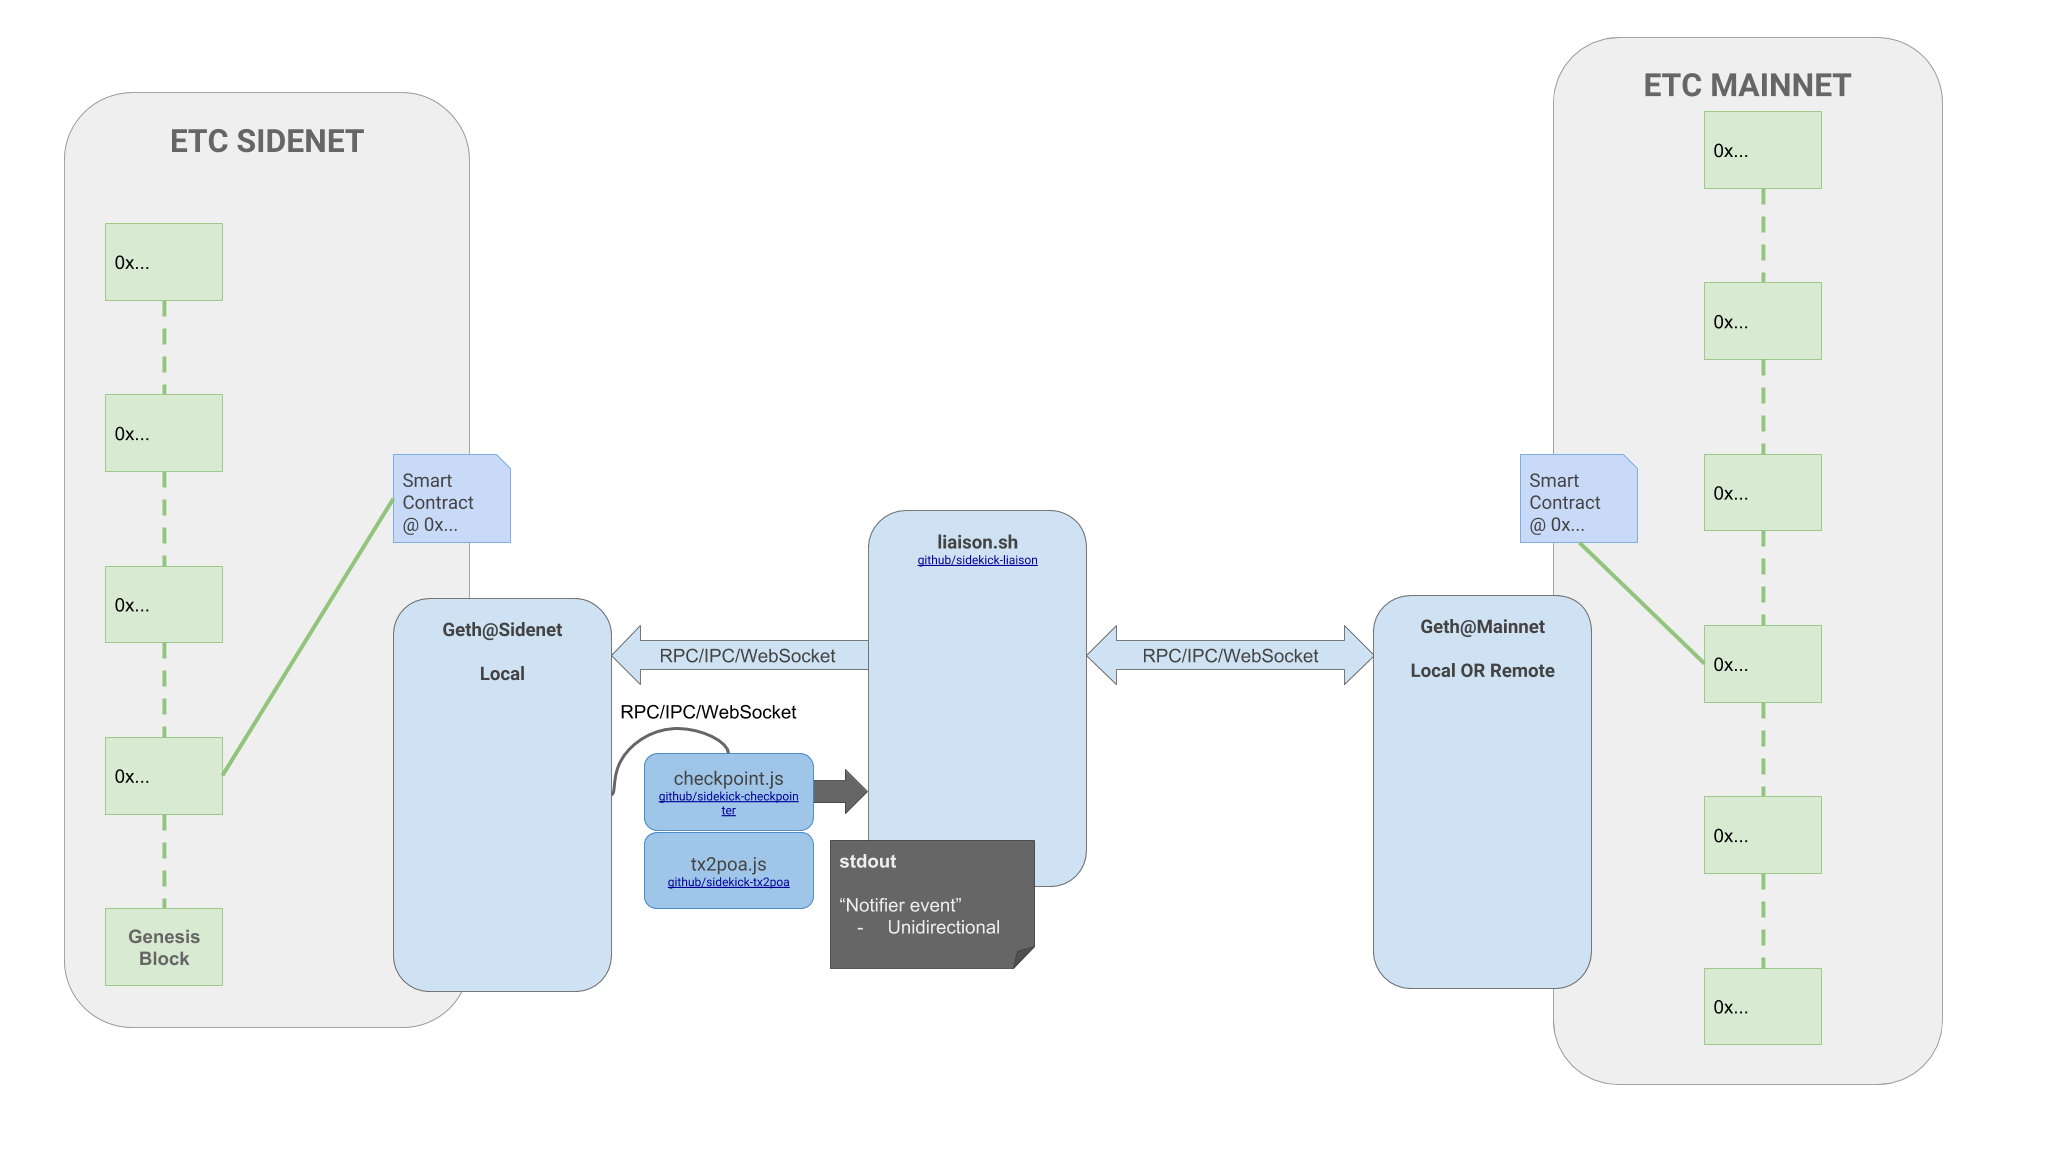 ETC SIDENET
0x...
0x...
0x...
0x...
Genesis
Block
Smart
Contract
@ 0x...
Geth@Sidenet
Local
RPC/IPC/WebSocket
RPC/IPC/WebSocket
checkpoint.js
github/sidekick-checkpoin
ter
tx2poa.js
github/sidekick-tx2poa
liaison.sh
github/sidekick-liaison
stdout
“Notifier event”
- Unidirectional
RPC/IPC/WebSocket
Geth@Mainnet
Local OR Remote
Smart
Contract
@ 0x...
ETC MAINNET
0x...
0x...
0x...
0x...
0x...
0x...